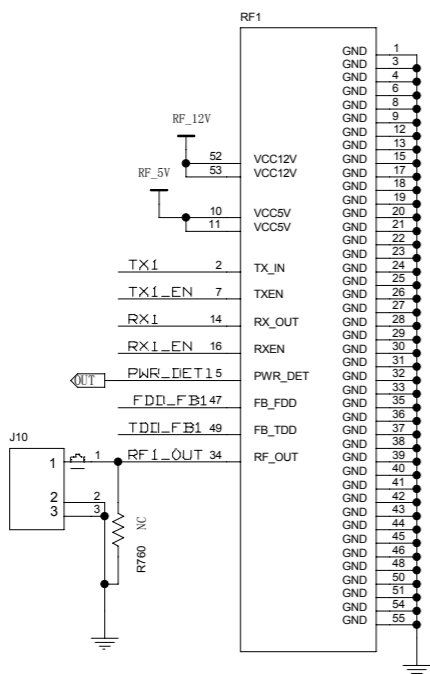 RF1
GND 1
GND 3
GND 4
GND 6
GND 8
GND 9
GND 12
GND 13
GND 15
GND 17
GND 18
GND 19
GND 20
GND 21
GND 22
GND 23
GND 24
GND 25
GND 26
GND 27
GND 28
GND 29
GND 30
GND 31
GND 32
GND 33
GND 35
GND 36
GND 37
GND 38
GND 39
GND 40
GND 41
GND 42
GND 43
GND 44
GND 45
GND 46
GND 48
GND 50
GND 51
GND 54
GND 55
RF_12V
52 VCC12V
53 VCC12V
RF_5V
10 VCC5V
11 VCC5V
TX1 2 TX_IN
TX1_EN 7 TXEN
RX1 14 RX_OUT
RX1_EN 16 RXEN
OUT PWR_DET1 5 PWR_DET
FDD_FB1 47 FB_FDD
TDD_FB1 49 FB_TDD
RF1_OUT 34 RF_OUT
J10
1 1
2 2
3 3
R760 NC